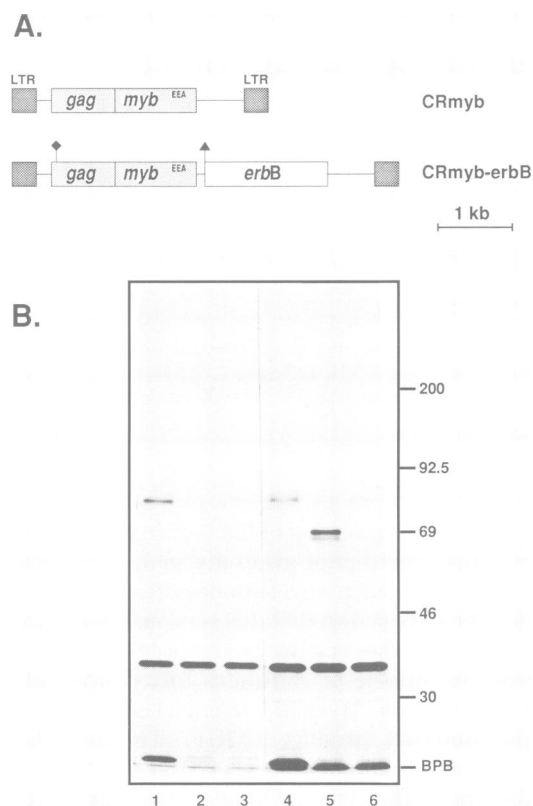 A.
LTR LTR
gag myb EEA CRmyb
gag myb EEA erbB CRmyb-erbB
1 kb
B.
200
92.5
69
46
30
BPB
1 2 3 4 5 6